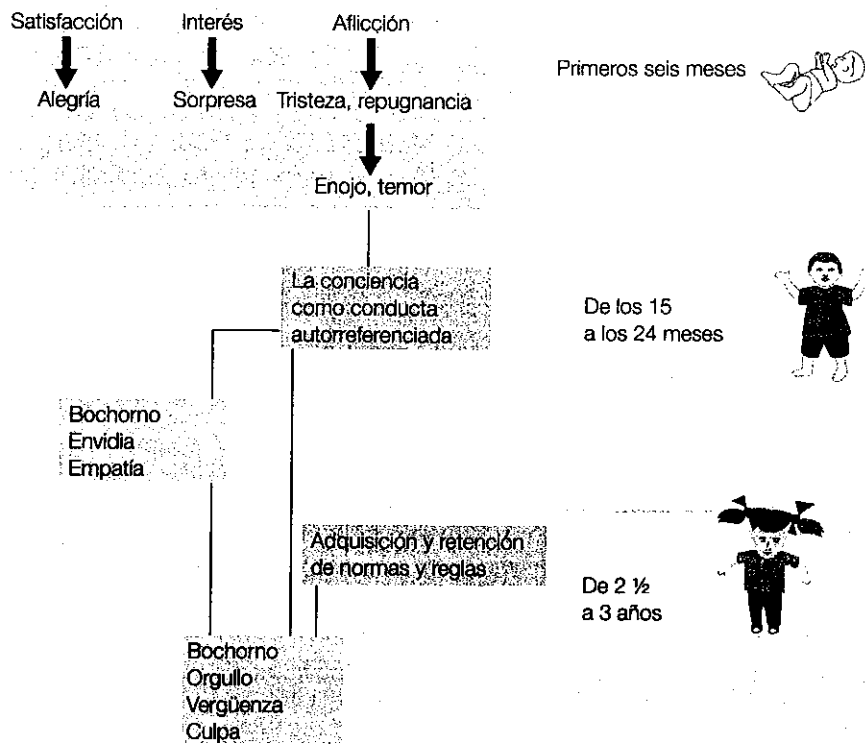 Satisfacción
Interés
Aflicción
Alegría
Sorpresa
Tristeza, repugnancia
Enojo, temor
Primeros seis meses
La conciencia
como conducta
autorreferenciada
De los 15
a los 24 meses
Bochorno
Envidia
Empatía
Adquisición y retención
de normas y reglas
De 2 ½
a 3 años
Bochorno
Orgullo
Vergüenza
Culpa